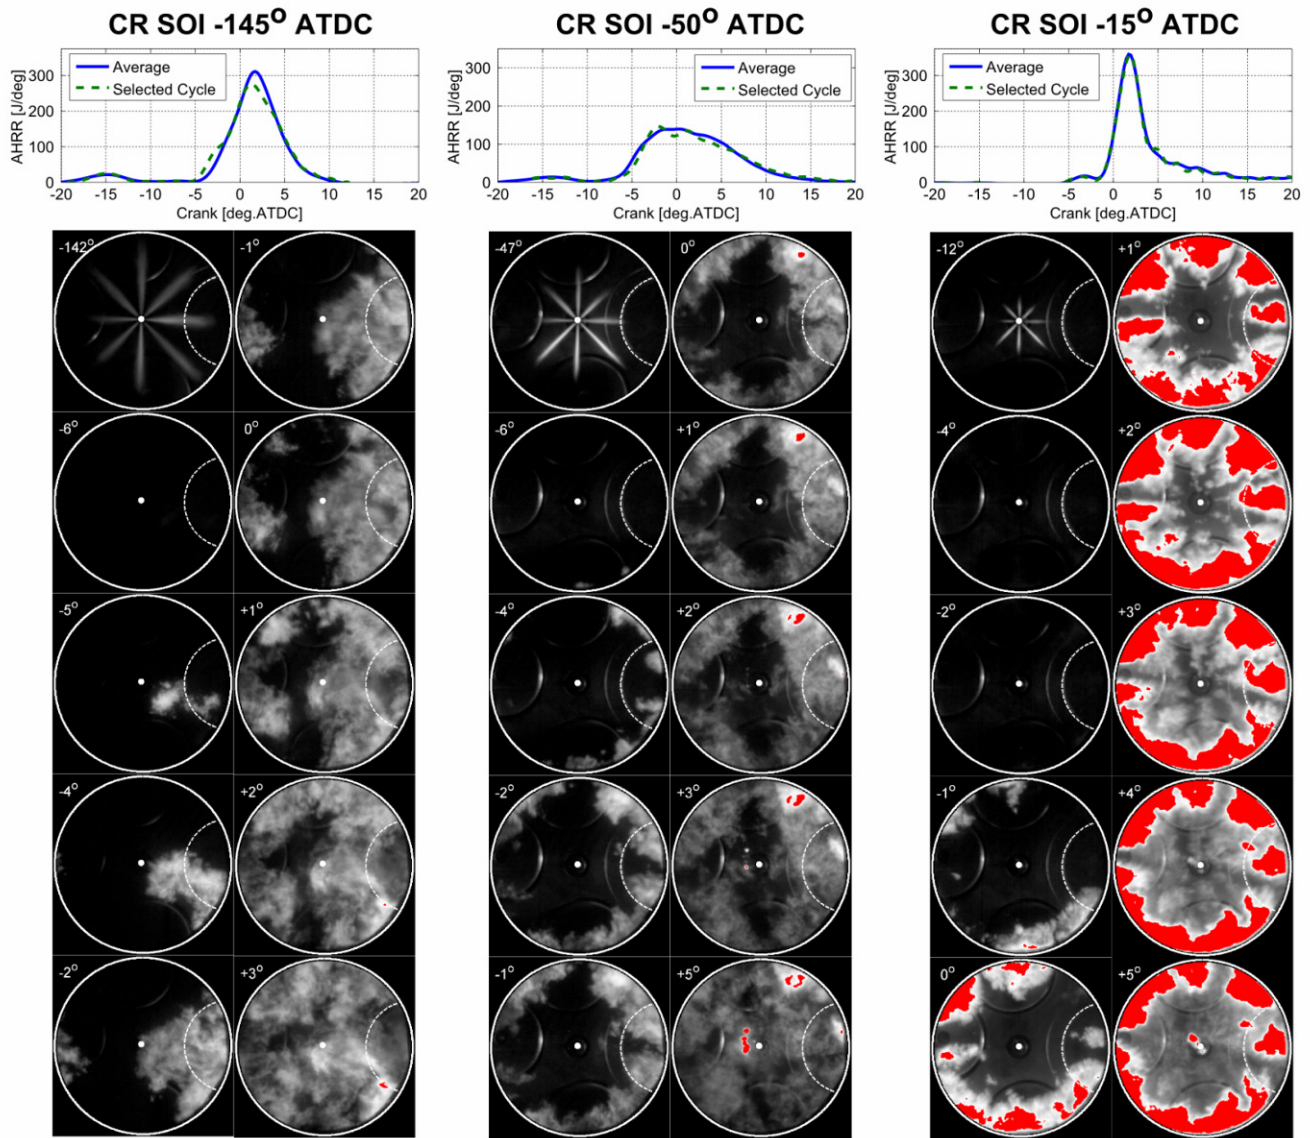 CR SOI -145° ATDC
CR SOI -50° ATDC
CR SOI -15° ATDC
AHRR [J/deg]
300
200
100
0
Average
Selected Cycle
-20 -15 -10 -5 0 5 10 15 20
Crank [deg.ATDC]
AHRR [J/deg]
300
200
100
0
Average
Selected Cycle
-20 -15 -10 -5 0 5 10 15 20
Crank [deg.ATDC]
AHRR [J/deg]
300
200
100
0
Average
Selected Cycle
-20 -15 -10 -5 0 5 10 15 20
Crank [deg.ATDC]
-142° -1° -47° 0° -12° +1°
-6° 0° -6° +1° -4° +2°
-5° +1° -4° +2° -2° +3°
-4° +2° -2° +3° -1° +4°
-2° +3° -1° +5° 0° +5°